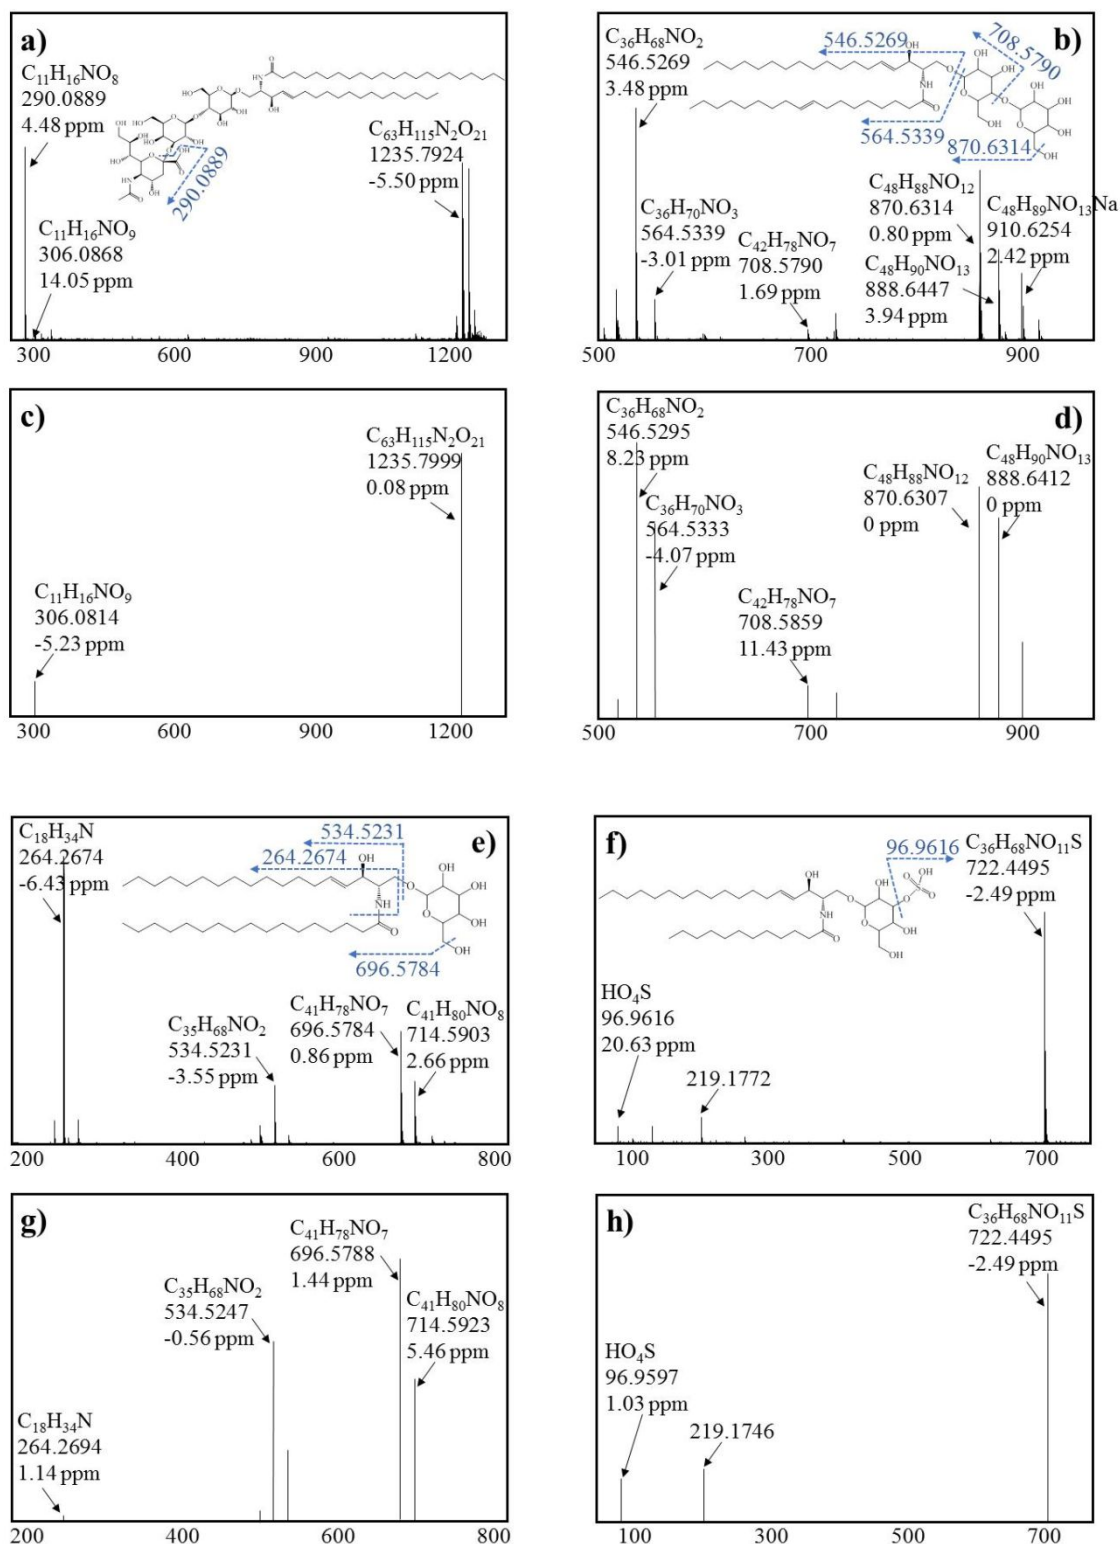 a)
C₁₁H₁₆NO₈
290.0889
4.48 ppm
C₁₁H₁₆NO₉
306.0868
14.05 ppm
290.0889
C₆₃H₁₁₅N₂O₂₁
1235.7924
-5.50 ppm
300 600 900 1200
b)
C₃₆H₆₈NO₂
546.5269
3.48 ppm
546.5269
708.5790
564.5339
870.6314
C₃₆H₇₀NO₃
564.5339
-3.01 ppm
C₄₂H₇₈NO₇
708.5790
1.69 ppm
C₄₈H₈₈NO₁₂
870.6314
0.80 ppm
C₄₈H₉₀NO₁₃
888.6447
3.94 ppm
C₄₈H₈₉NO₁₃Na
910.6254
2.42 ppm
500 700 900
c)
C₆₃H₁₁₅N₂O₂₁
1235.7999
0.08 ppm
C₁₁H₁₆NO₉
306.0814
-5.23 ppm
300 600 900 1200
d)
C₃₆H₆₈NO₂
546.5295
8.23 ppm
C₃₆H₇₀NO₃
564.5333
-4.07 ppm
C₄₂H₇₈NO₇
708.5859
11.43 ppm
C₄₈H₈₈NO₁₂
870.6307
0 ppm
C₄₈H₉₀NO₁₃
888.6412
0 ppm
500 700 900
e)
C₁₈H₃₄N
264.2674
-6.43 ppm
534.5231
264.2674
696.5784
C₃₅H₆₈NO₂
534.5231
-3.55 ppm
C₄₁H₇₈NO₇
696.5784
0.86 ppm
C₄₁H₈₀NO₈
714.5903
2.66 ppm
200 400 600 800
f)
96.9616
C₃₆H₆₈NO₁₁S
722.4495
-2.49 ppm
HO₄S
96.9616
20.63 ppm
219.1772
100 300 500 700
g)
C₄₁H₇₈NO₇
696.5788
1.44 ppm
C₃₅H₆₈NO₂
534.5247
-0.56 ppm
C₄₁H₈₀NO₈
714.5923
5.46 ppm
C₁₈H₃₄N
264.2694
1.14 ppm
200 400 600 800
h)
C₃₆H₆₈NO₁₁S
722.4495
-2.49 ppm
HO₄S
96.9597
1.03 ppm
219.1746
100 300 500 700